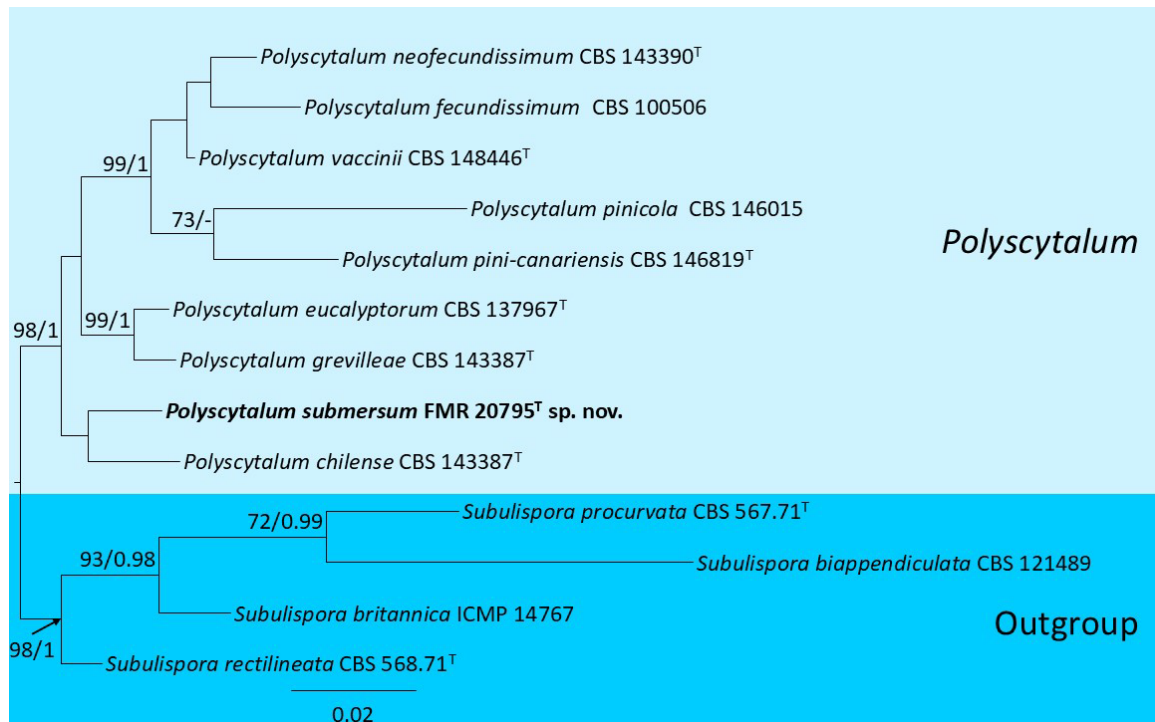 Polyscytalum neofecundissimum CBS 143390ᵀ
Polyscytalum fecundissimum CBS 100506
99/1
Polyscytalum vaccinii CBS 148446ᵀ
73/-
Polyscytalum pinicola CBS 146015
Polyscytalum
Polyscytalum pini-canariensis CBS 146819ᵀ
98/1
99/1
Polyscytalum eucalyptorum CBS 137967ᵀ
Polyscytalum grevilleae CBS 143387ᵀ
Polyscytalum submersum FMR 20795ᵀ sp. nov.
Polyscytalum chilense CBS 143387ᵀ
72/0.99
Subulispora procurvata CBS 567.71ᵀ
93/0.98
Subulispora biappendiculata CBS 121489
Subulispora britannica ICMP 14767
Outgroup
98/1
Subulispora rectilineata CBS 568.71ᵀ
0.02